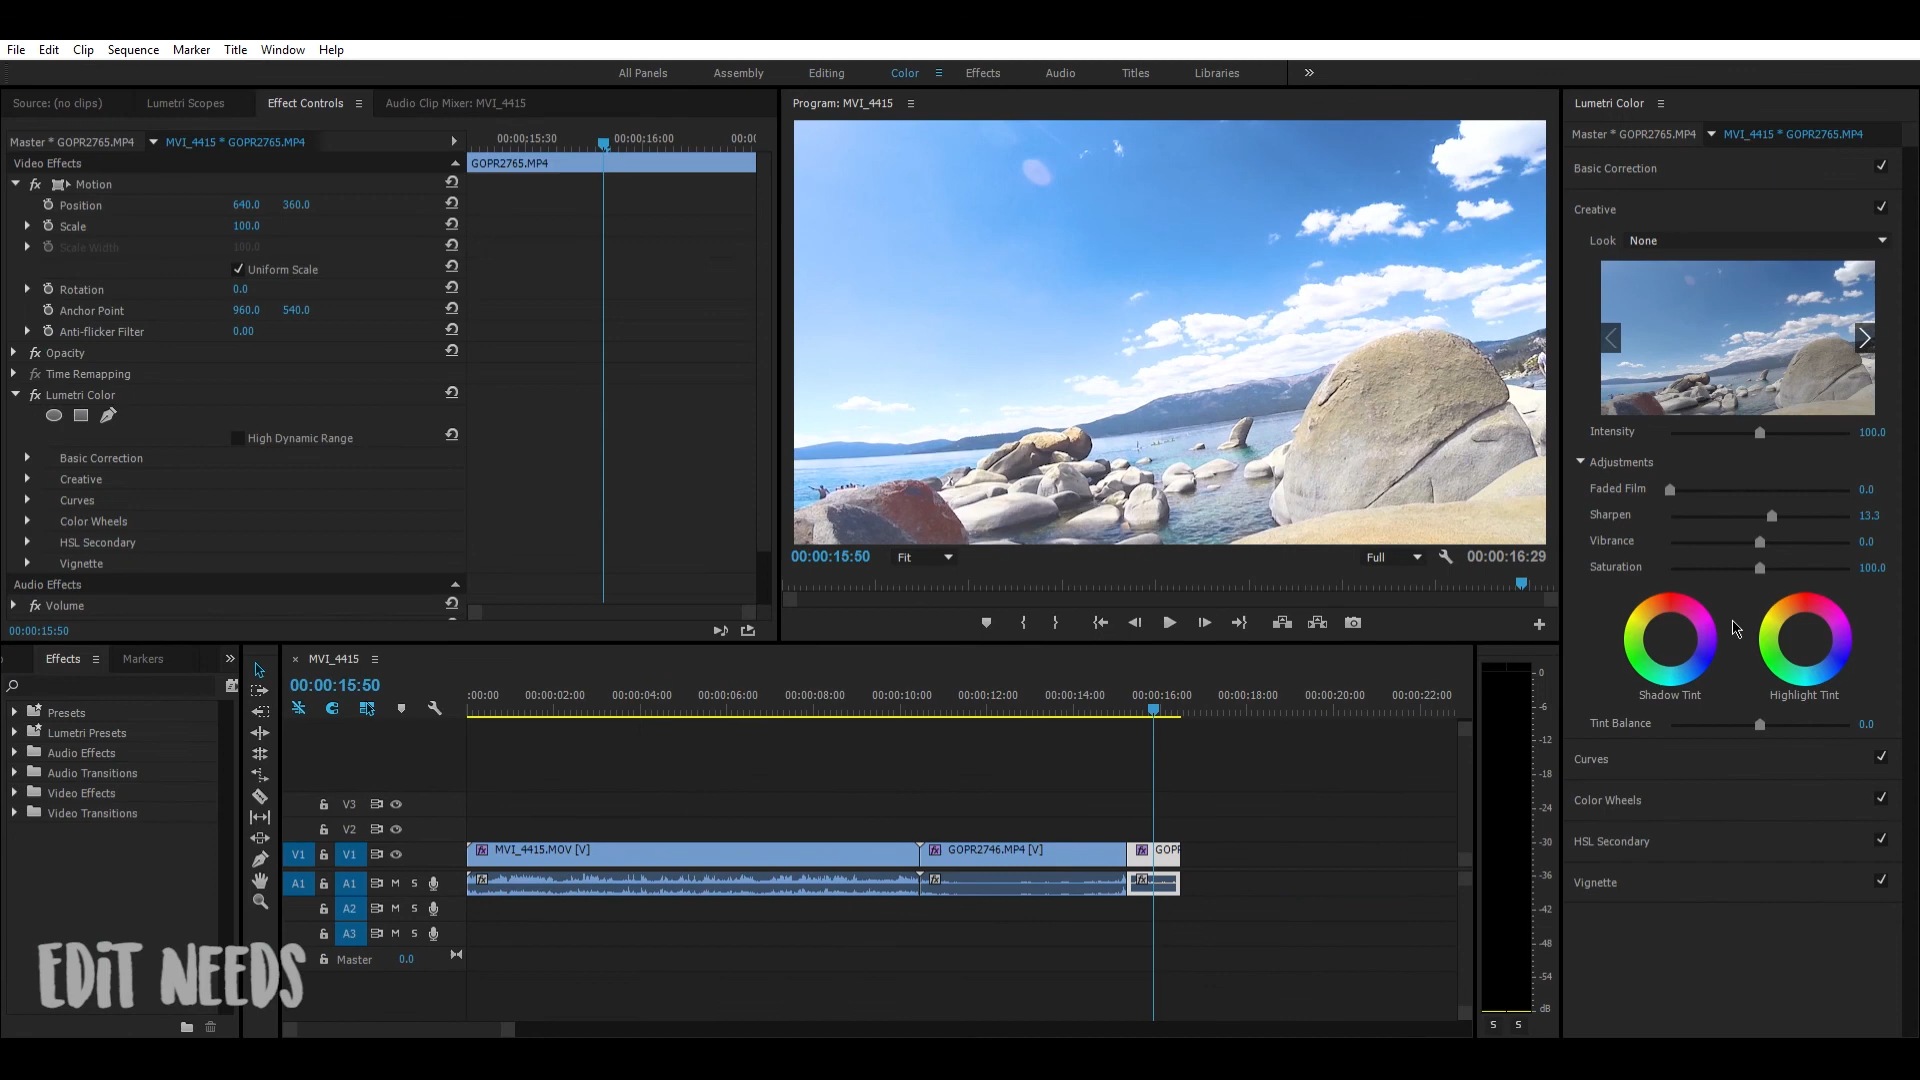 File Edit Clip Sequence Marker Title Window Help
All Panels Assembly Editing Color Effects Audio Titles Libraries
Source: (no clips) Lumetri Scopes Effect Controls Audio Clip Mixer: MVI_4415
Master * GOPR2765.MP4 MVI_4415 * GOPR2765.MP4
00:00:15:30 00:00:16:00
Video Effects
GOPR2765.MP4
fx Motion
Position 640.0 360.0
Scale 100.0
Scale Width 100.0
Uniform Scale
Rotation 0.0
Anchor Point 960.0 540.0
Anti-flicker Filter 0.00
fx Opacity
fx Time Remapping
fx Lumetri Color
High Dynamic Range
Basic Correction
Creative
Curves
Color Wheels
HSL Secondary
Vignette
Audio Effects
fx Volume
00:00:15:50
Program: MVI_4415
00:00:15:50 Fit Full 00:00:16:29
Lumetri Color
Master * GOPR2765.MP4 MVI_4415 * GOPR2765.MP4
Basic Correction
Creative
Look None
Intensity 100.0
Adjustments
Faded Film 0.0
Sharpen 13.3
Vibrance 0.0
Saturation 100.0
Shadow Tint Highlight Tint
Tint Balance 0.0
Curves
Color Wheels
HSL Secondary
Vignette
Effects Markers
Presets
Lumetri Presets
Audio Effects
Audio Transitions
Video Effects
Video Transitions
× MVI_4415
00:00:15:50
:00:00 00:00:02:00 00:00:04:00 00:00:06:00 00:00:08:00 00:00:10:00 00:00:12:00 00:00:14:00 00:00:16:00 00:00:18:00 00:00:20:00 00:00:22:00
V3
V2
V1 V1 MVI_4415.MOV [V] GOPR2746.MP4 [V] GOPR
A1 A1 M S
A2 M S
A3 M S
Master 0.0
0
-6
-12
-18
-24
-30
-36
-42
-48
-54
dB
S S
EDIT NEEDS